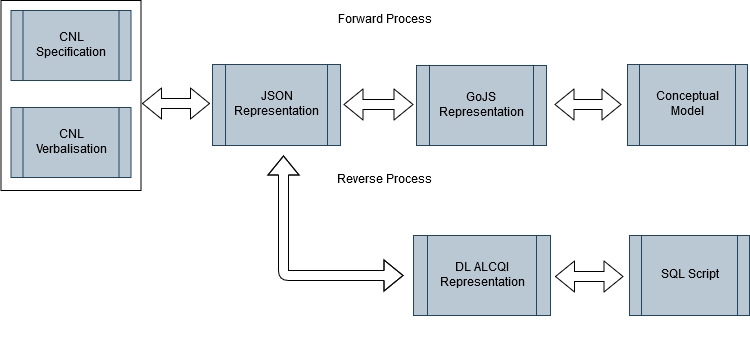 Forward Process
CNL
Specification
CNL
Verbalisation
JSON
Representation
GoJS
Representation
Conceptual
Model
Reverse Process
DL ALCQI
Representation
SQL Script